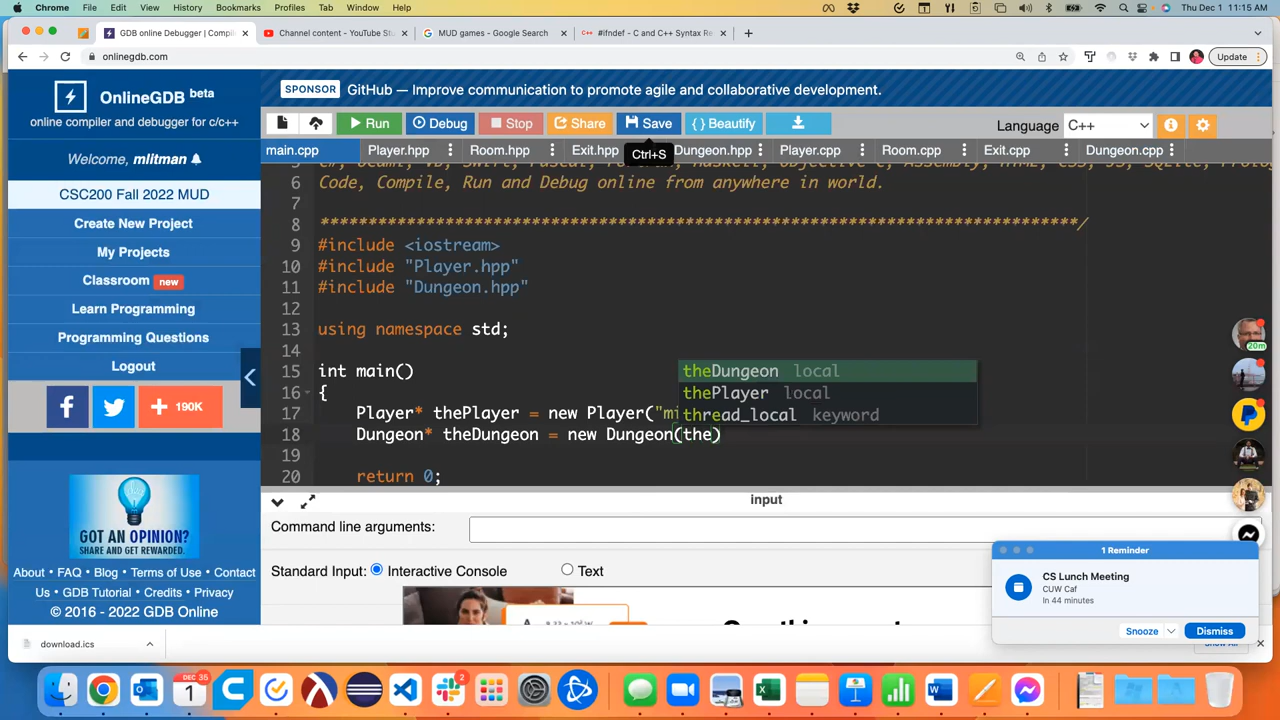 Chrome File Edit View History Bookmarks Profiles Tab Window Help Thu Dec 1 11:15 AM
GDB online Debugger | Compil Channel content - YouTube St MUD games - Google Search #ifndef - C and C++ Syntax Re
onlinegdb.com Update
OnlineGDB beta
online compiler and debugger for c/c++
Welcome, mlitman
CSC200 Fall 2022 MUD
Create New Project
My Projects
Classroom new
Learn Programming
Programming Questions
Logout
190K
GOT AN OPINION?
SHARE AND GET REWARDED.
About • FAQ • Blog • Terms of Use • Contact
Us • GDB Tutorial • Credits • Privacy
© 2016 - 2022 GDB Online
SPONSOR GitHub — Improve communication to promote agile and collaborative development.
Run Debug Stop Share Save { } Beautify Language C++
main.cpp Player.hpp Room.hpp Exit.hpp Dungeon.hpp Player.cpp Room.cpp Exit.cpp Dungeon.cpp
Ctrl+S
6 Code, Compile, Run and Debug online from anywhere in world.
7
8 *******************************************************************************/
9 #include <iostream>
10 #include "Player.hpp"
11 #include "Dungeon.hpp"
12
13 using namespace std;
14
15 int main()
16 {
17 Player* thePlayer = new Player("mi
18 Dungeon* theDungeon = new Dungeon(the)
19
20 return 0;
theDungeon local
thePlayer local
thread_local keyword
input
Command line arguments:
Standard Input: Interactive Console Text
20m
1 Reminder
CS Lunch Meeting
CUW Caf
In 44 minutes
Snooze Dismiss
download.ics
DEC 35
1
2